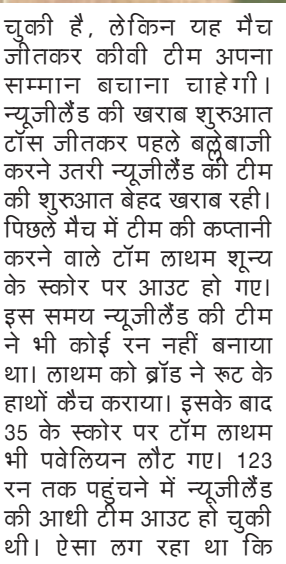 चुकी है, लेकिन यह मैच
जीतकर कीवी टीम अपना
सम्मान बचाना चाहेगी।
न्यूजीलैंड की खराब शुरुआत
टॉस जीतकर पहले बल्लेबाजी
करने उतरी न्यूजीलैंड की टीम
की शुरुआत बेहद खराब रही।
पिछले मैच में टीम की कप्तानी
करने वाले टॉम लाथम शून्य
के स्कोर पर आउट हो गए।
इस समय न्यूजीलैंड की टीम
ने भी कोई रन नहीं बनाया
था। लाथम को ब्रॉड ने रूट के
हाथों कैच कराया। इसके बाद
35 के स्कोर पर टॉम लाथम
भी पवेलियन लौट गए। 123
रन तक पहुंचने में न्यूजीलैंड
की आधी टीम आउट हो चुकी
थी। ऐसा लग रहा था कि